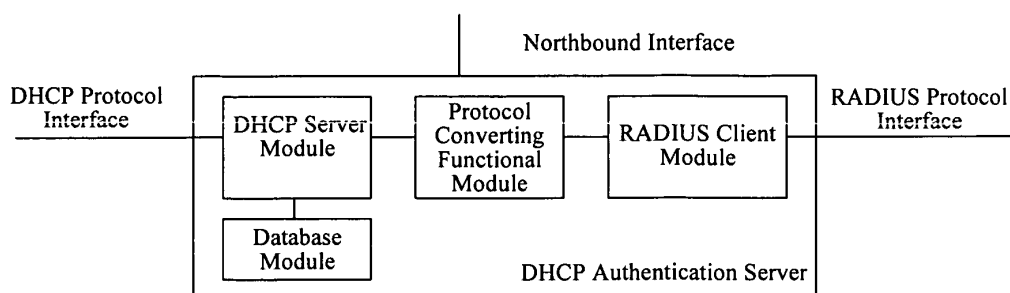 Northbound Interface
DHCP Protocol
Interface
DHCP Server
Module
Protocol
Converting
Functional
Module
RADIUS Client
Module
RADIUS Protocol
Interface
Database
Module
DHCP Authentication Server